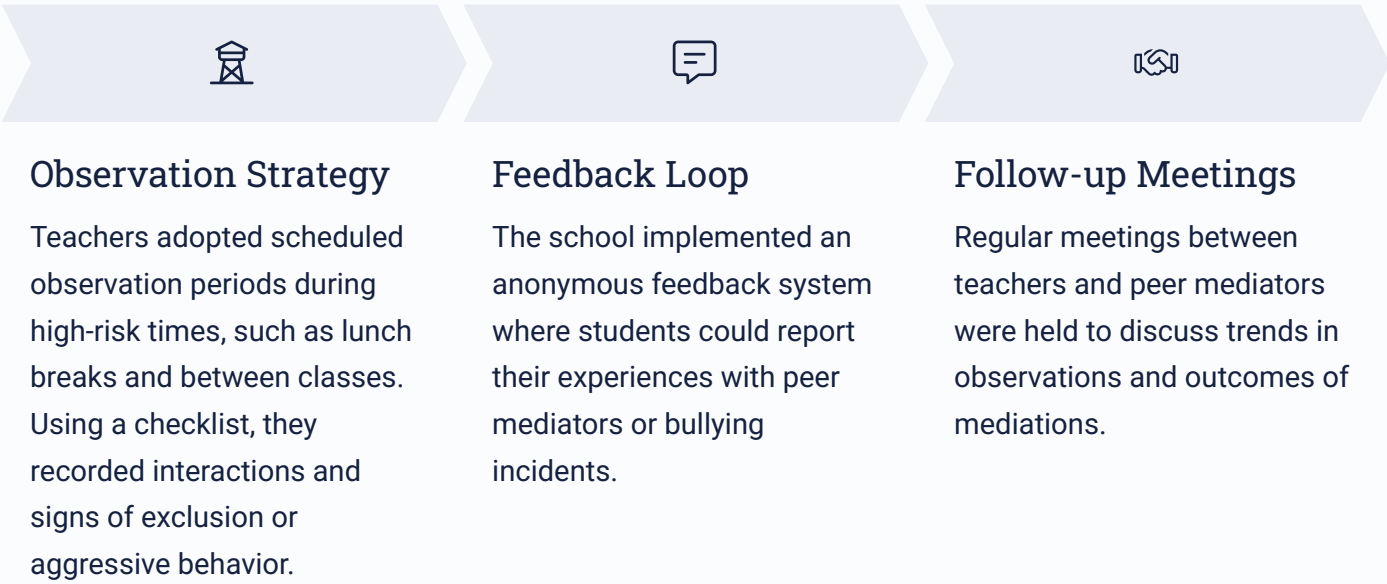 Observation Strategy
Teachers adopted scheduled
observation periods during
high-risk times, such as lunch
breaks and between classes.
Using a checklist, they
recorded interactions and
signs of exclusion or
aggressive behavior.
Feedback Loop
The school implemented an
anonymous feedback system
where students could report
their experiences with peer
mediators or bullying
incidents.
Follow-up Meetings
Regular meetings between
teachers and peer mediators
were held to discuss trends in
observations and outcomes of
mediations.